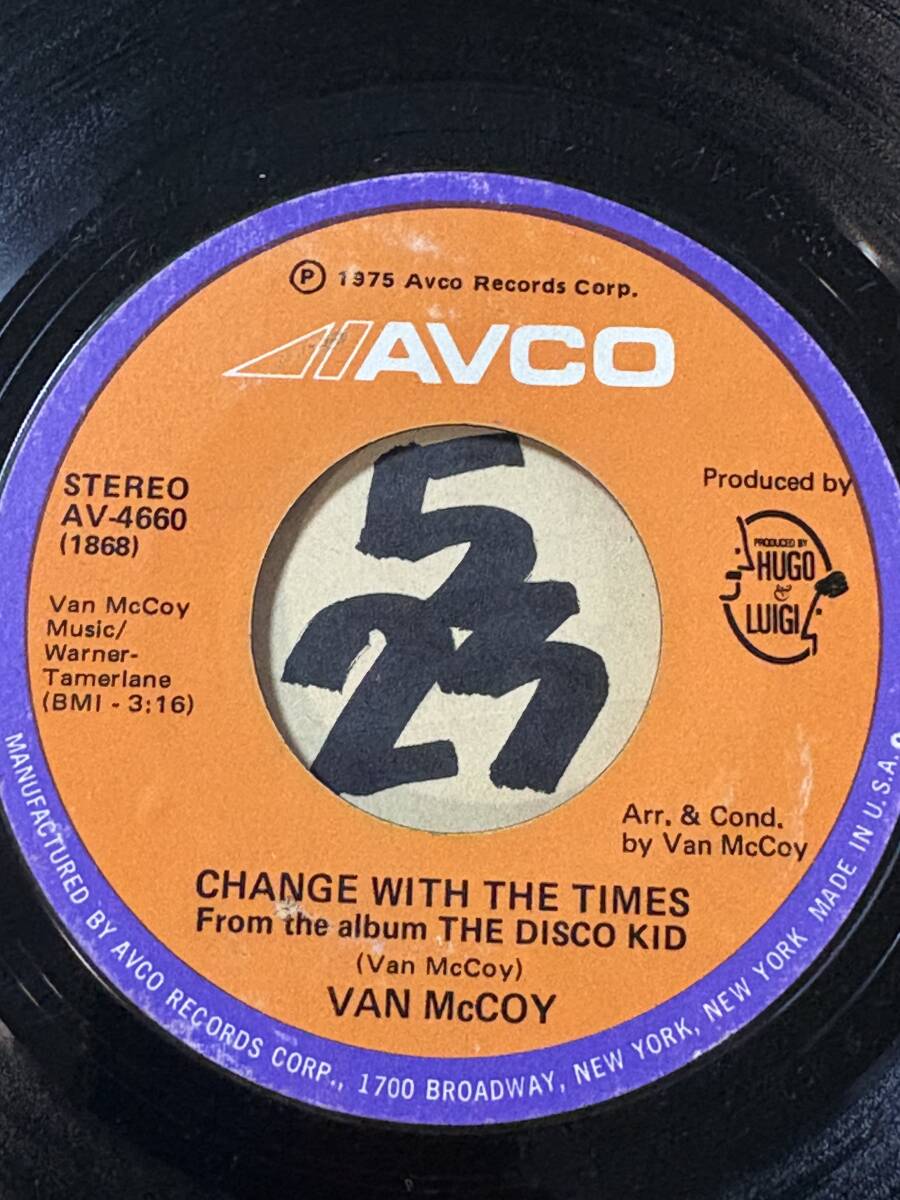 Ⓟ 1975 Avco Records Corp.
AVCO
STEREO
AV-4660
(1868)
Van McCoy
Music/
Warner-
Tamerlane
(BMI - 3:16)
5
23
Produced by
PRODUCED BY
HUGO
&
LUIGI
Arr. & Cond.
by Van McCoy
CHANGE WITH THE TIMES
From the album THE DISCO KID
(Van McCoy)
VAN McCOY
MANUFACTURED BY AVCO RECORDS CORP., 1700 BROADWAY, NEW YORK, NEW YORK MADE IN U.S.A.